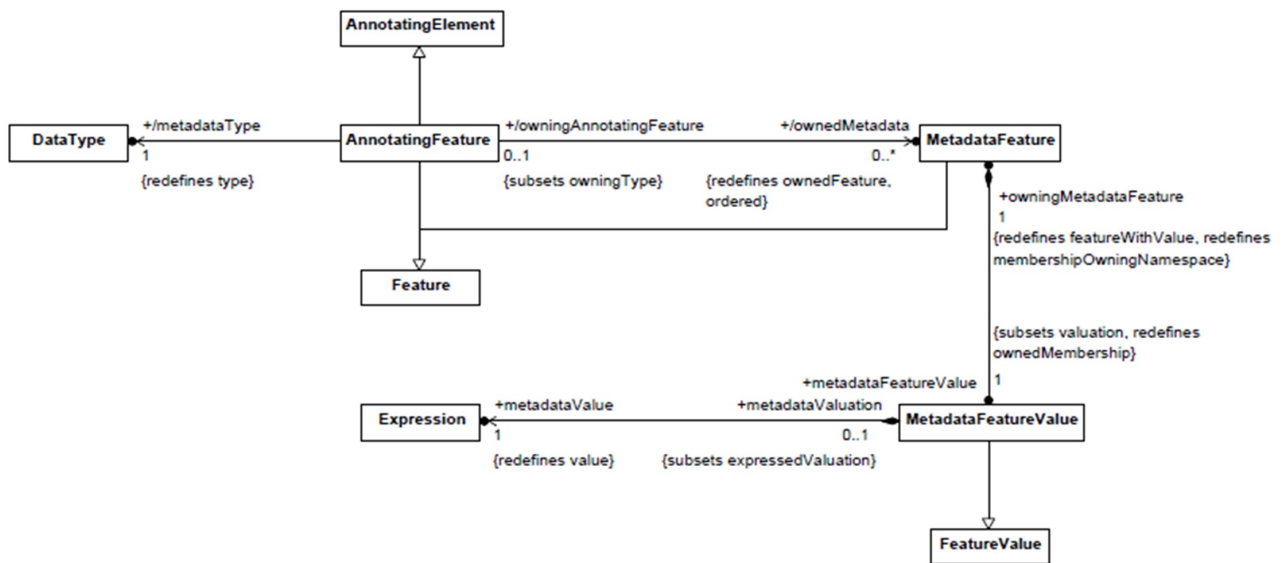 AnnotatingElement
+/metadataType
+/owningAnnotatingFeature
+/ownedMetadata
DataType
AnnotatingFeature
MetadataFeature
1
0..1
0..*
{redefines type}
{subsets owningType}
{redefines ownedFeature,
ordered}
+owningMetadataFeature
1
{redefines featureWithValue, redefines
membershipOwningNamespace}
Feature
{subsets valuation, redefines
ownedMembership}
+metadataFeatureValue
1
+metadataValue
+metadataValuation
Expression
MetadataFeatureValue
1
0..1
{redefines value}
{subsets expressedValuation}
FeatureValue